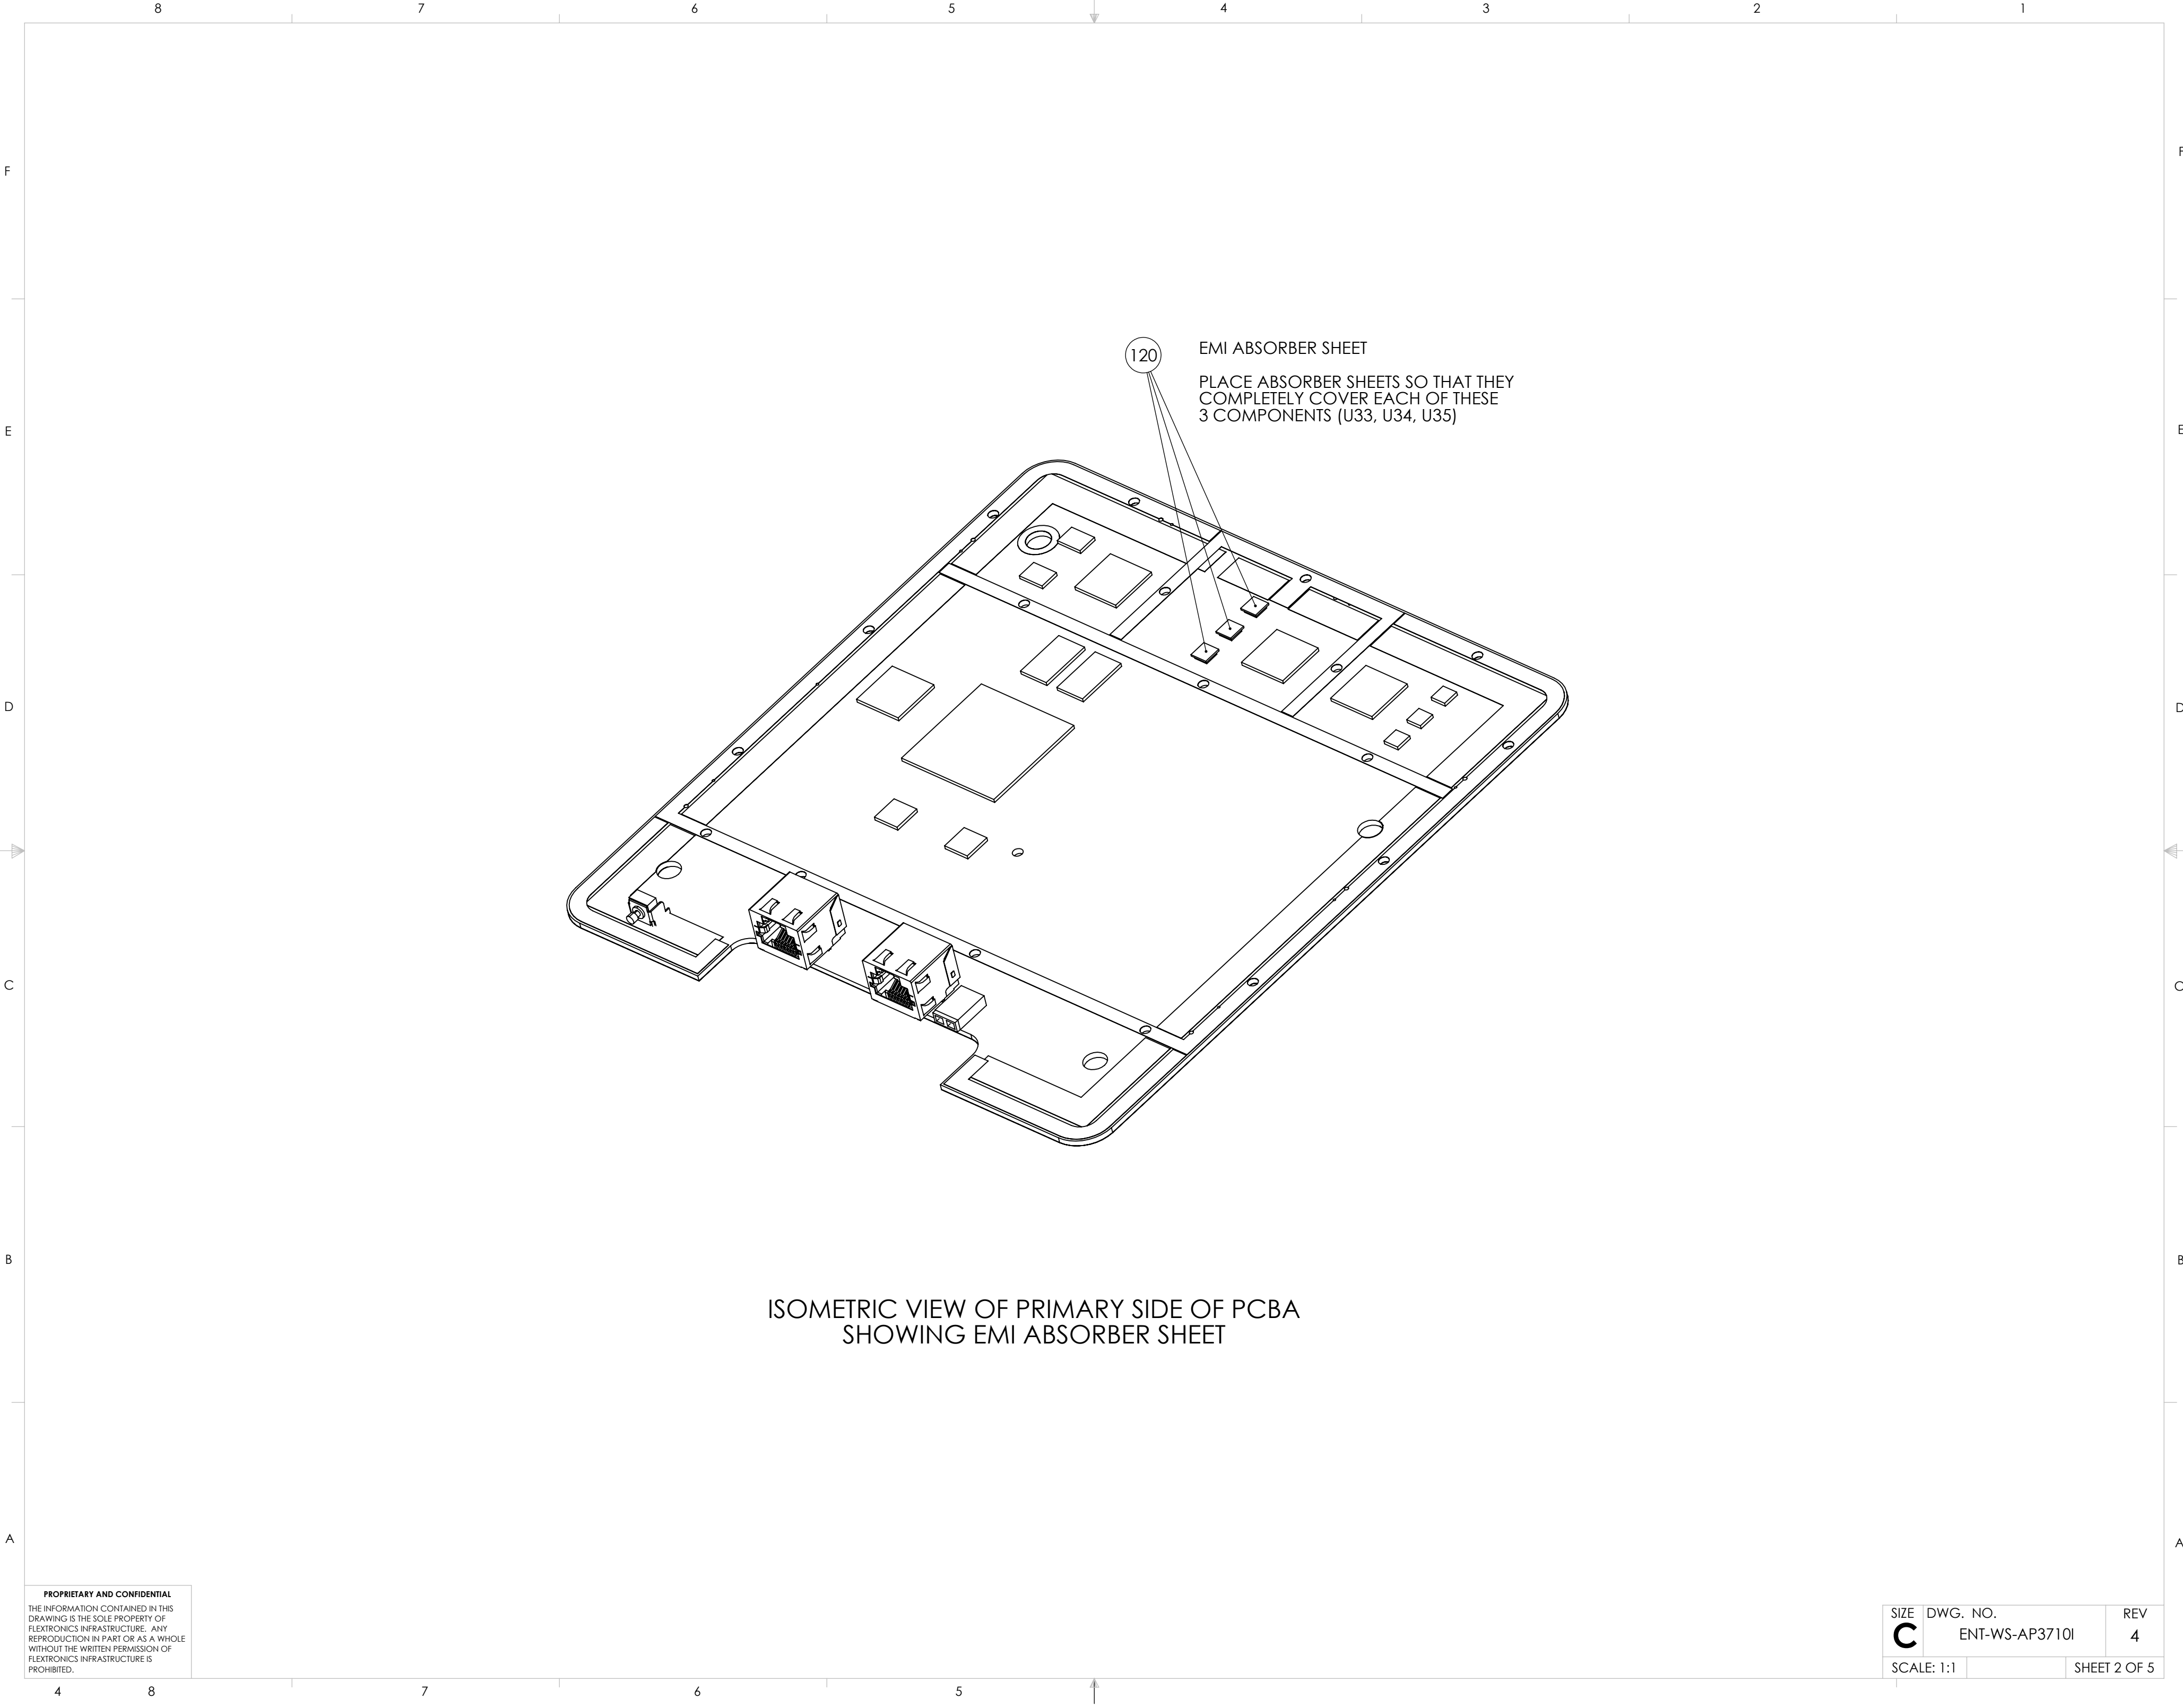 8 7 6 5 4 3 2 1
F F
120 EMI ABSORBER SHEET
PLACE ABSORBER SHEETS SO THAT THEY
COMPLETELY COVER EACH OF THESE
3 COMPONENTS (U33, U34, U35)
E E
D D
C C
B B
ISOMETRIC VIEW OF PRIMARY SIDE OF PCBA
SHOWING EMI ABSORBER SHEET
A A
PROPRIETARY AND CONFIDENTIAL
THE INFORMATION CONTAINED IN THIS
DRAWING IS THE SOLE PROPERTY OF
FLEXTRONICS INFRASTRUCTURE. ANY
REPRODUCTION IN PART OR AS A WHOLE
WITHOUT THE WRITTEN PERMISSION OF
FLEXTRONICS INFRASTRUCTURE IS
PROHIBITED.
SIZE DWG. NO. REV
C ENT-WS-AP3710I 4
SCALE: 1:1 SHEET 2 OF 5
4 8 7 6 5